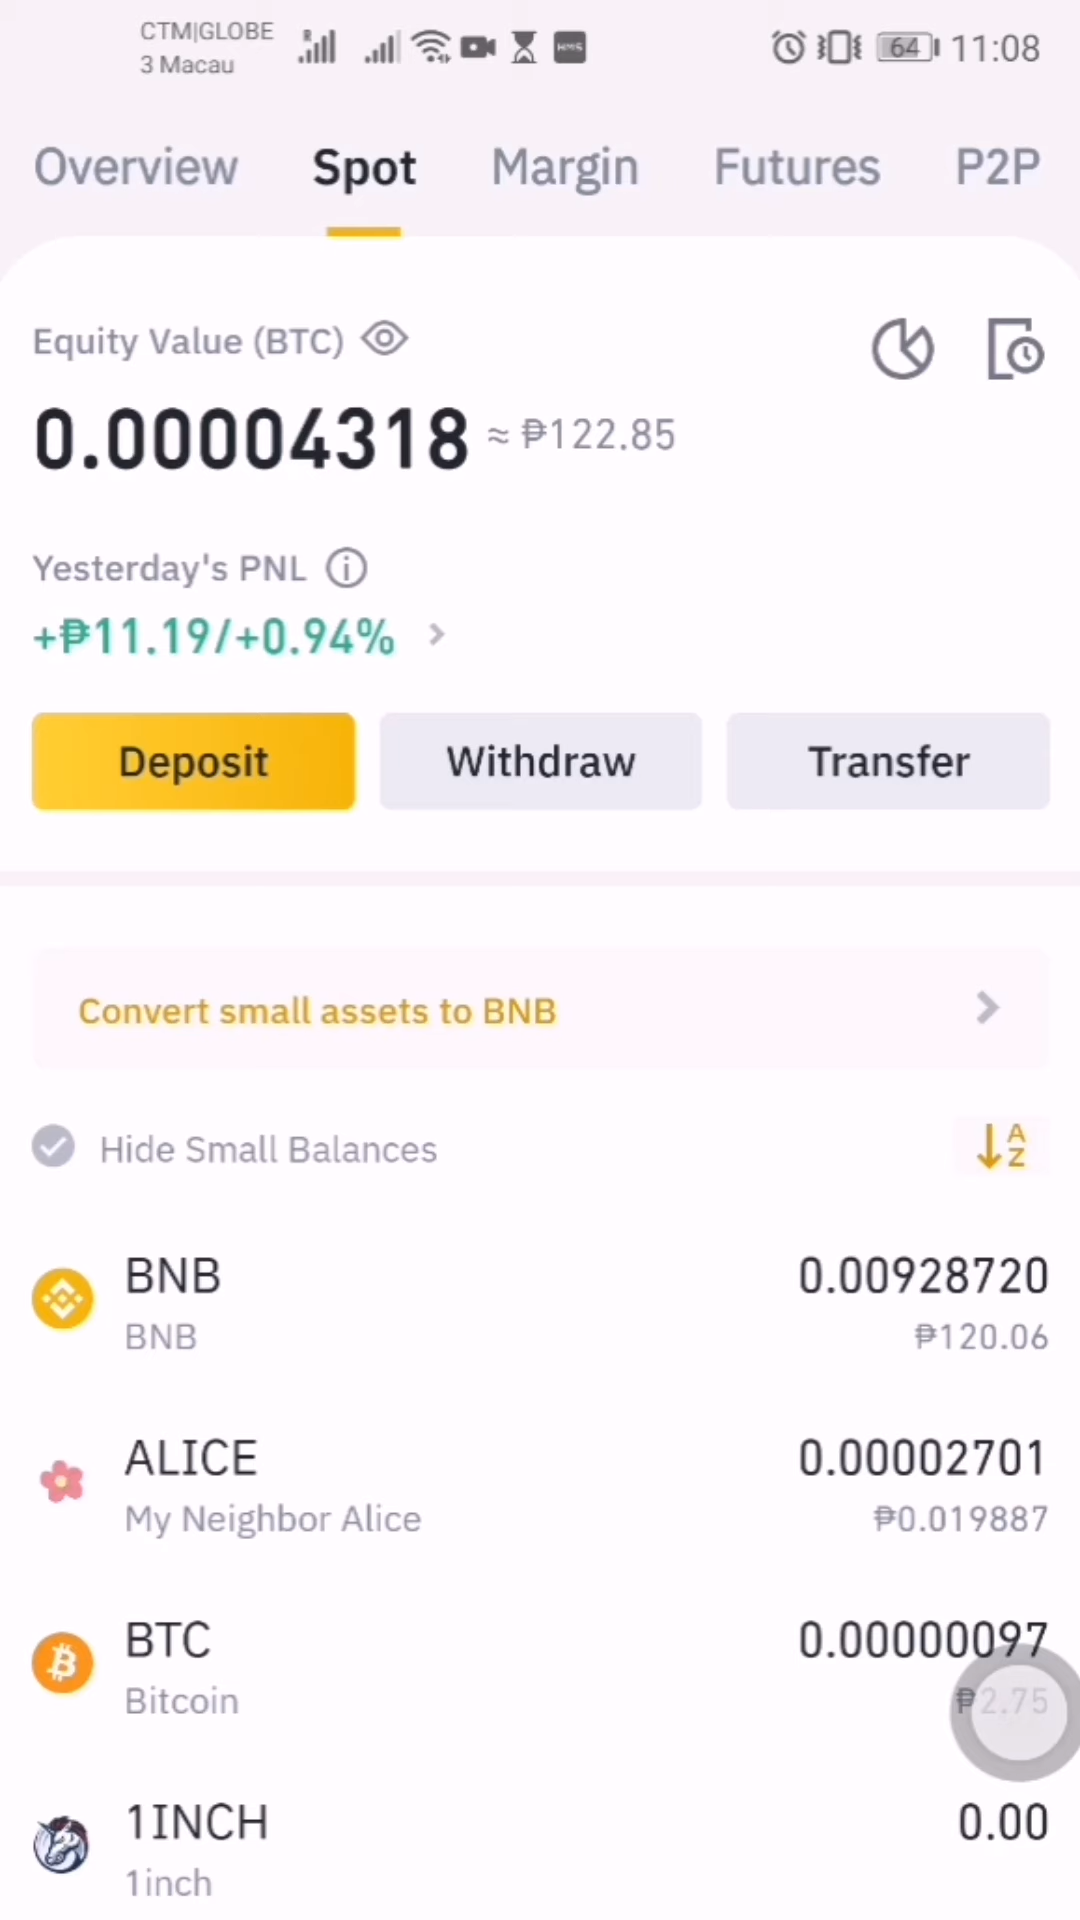 CTM|GLOBE
3 Macau
R
HMS
64
11:08
Overview Spot Margin Futures P2P
Equity Value (BTC)
0.00004318 ≈ ₱122.85
Yesterday's PNL
+₱11.19/+0.94%
Deposit Withdraw Transfer
Convert small assets to BNB
Hide Small Balances
A
Z
BNB 0.00928720
BNB ₱120.06
ALICE 0.00002701
My Neighbor Alice ₱0.019887
BTC 0.00000097
Bitcoin ₱2.75
1INCH 0.00
1inch